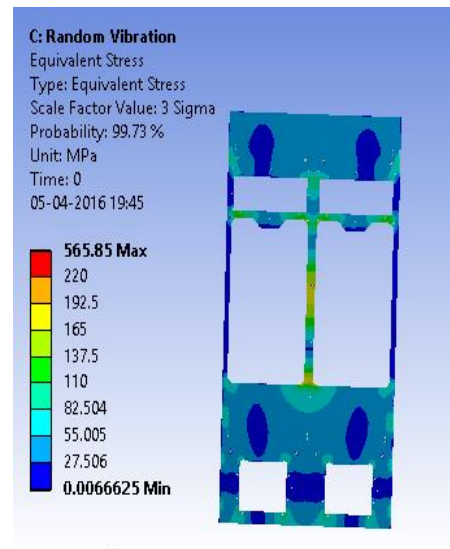 C: Random Vibration
Equivalent Stress
Type: Equivalent Stress
Scale Factor Value: 3 Sigma
Probability: 99.73 %
Unit: MPa
Time: 0
05-04-2016 19:45
565.85 Max
220
192.5
165
137.5
110
82.504
55.005
27.506
0.0066625 Min